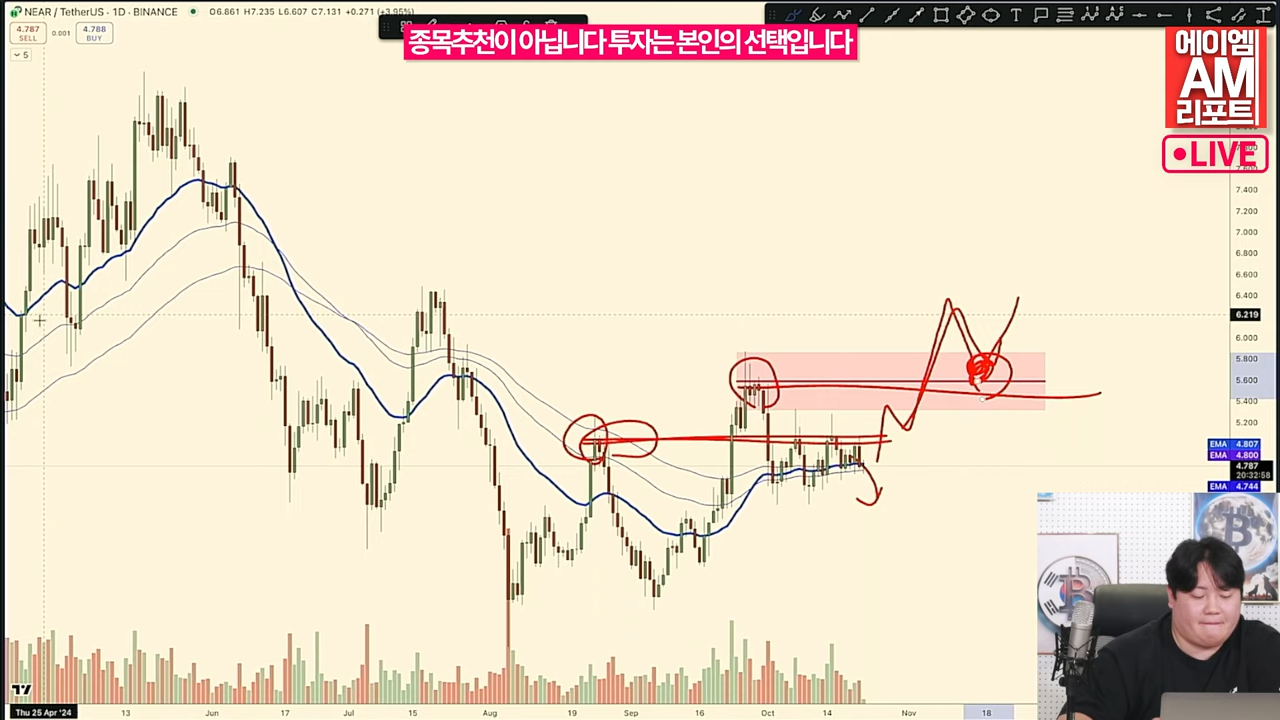 NEAR / TetherUS · 1D · BINANCE
O6.861 H7.235 L6.607 C7.131 +0.271 (+3.95%)
4.787
SELL
0.001
4.788
BUY
5
종목추천이 아닙니다 투자는 본인의 선택입니다
에이엠
AM
리포트
LIVE
7.400
7.200
7.000
6.800
6.600
6.400
6.219
6.000
5.800
5.600
5.400
5.200
EMA 4.807
EMA 4.800
4.787
20:32:58
EMA 4.744
Thu 25 Apr '24
13
Jun
17
Jul
15
Aug
19
Sep
16
Oct
14
Nov
18